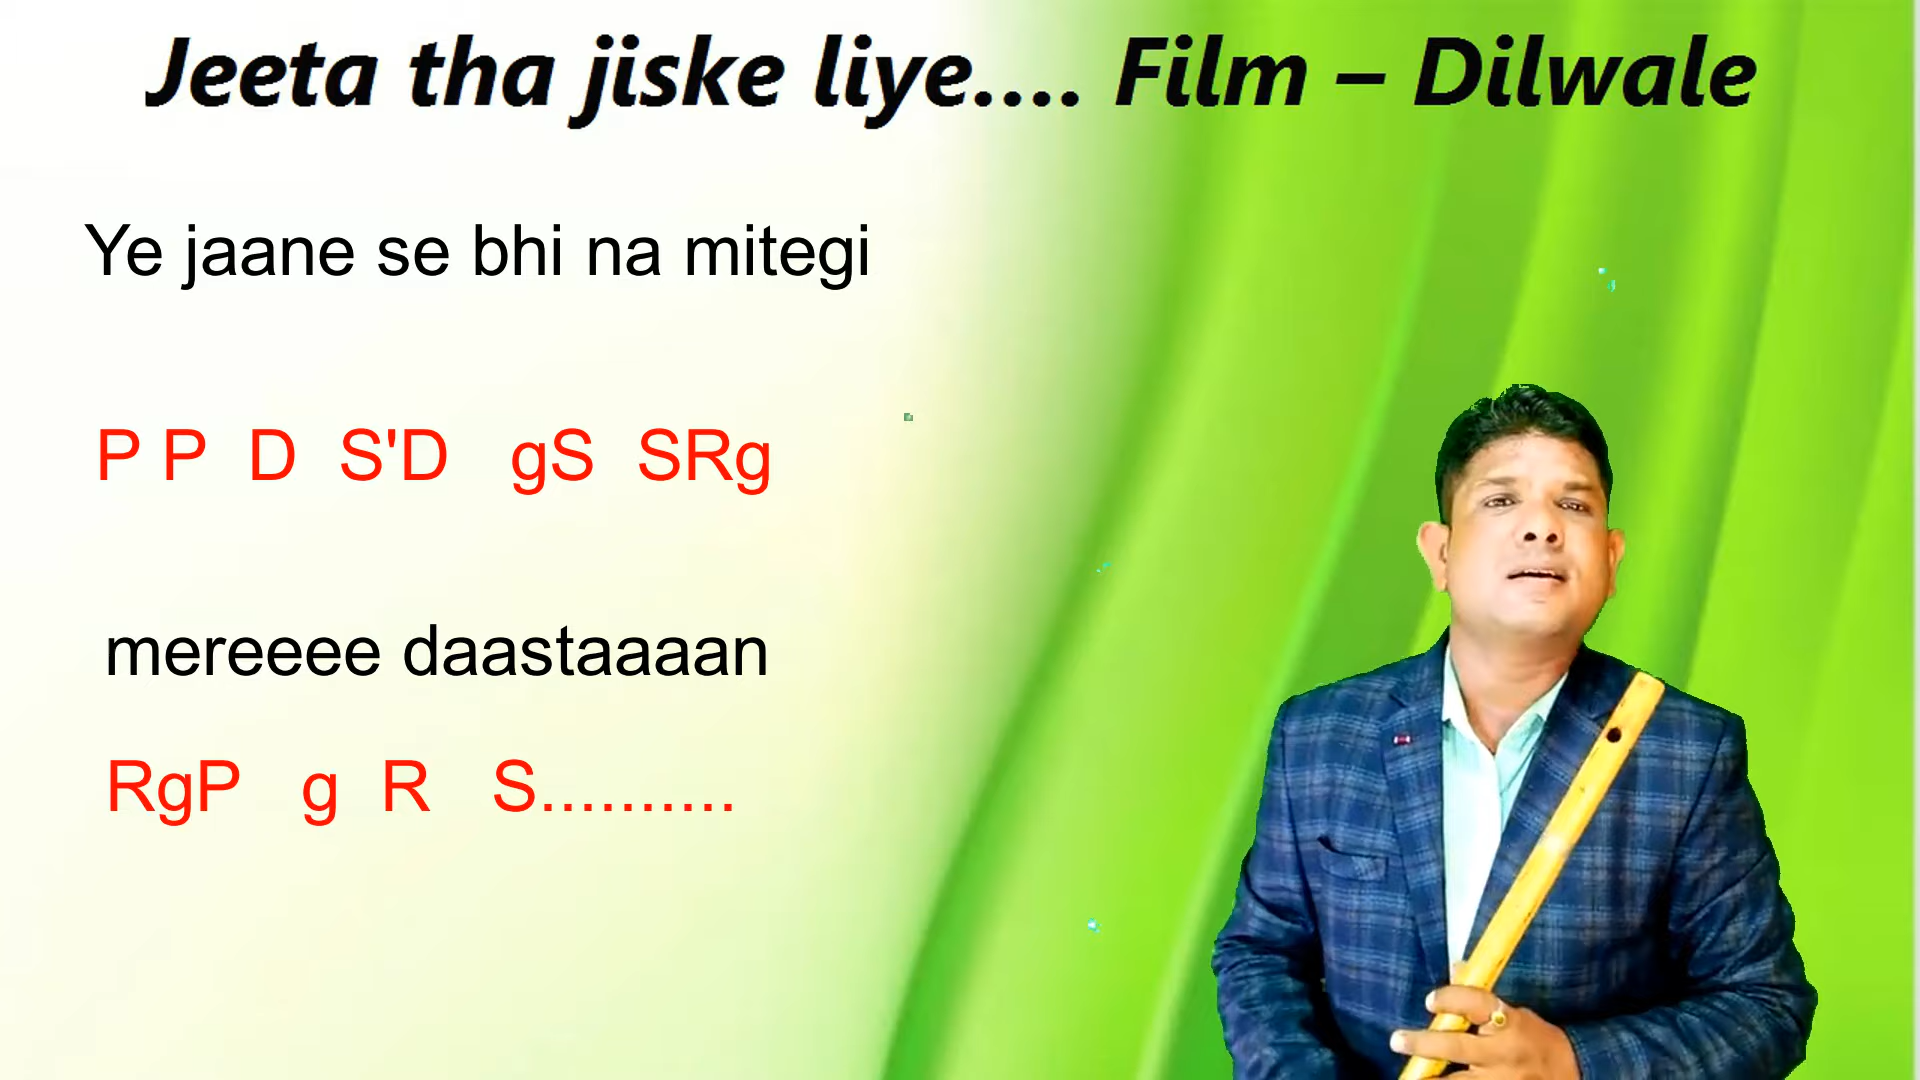 Jeeta tha jiske liye.... Film – Dilwale
Ye jaane se bhi na mitegi
P P D S'D gS SRg
mereeee daastaaaan
RgP g R S..........